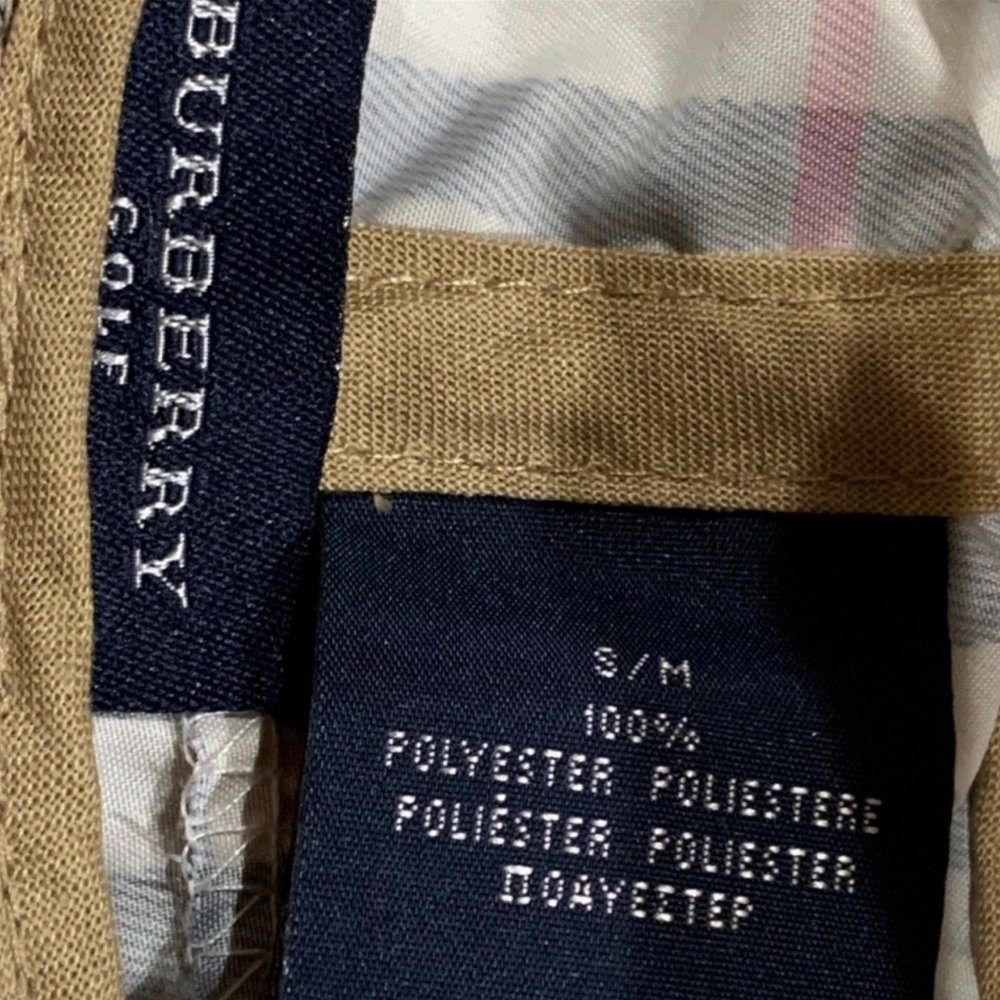 BURBERRY
GOLF
S/M
100%
POLYESTER POLIESTERE
POLIÉSTER POLIESTER
ΠΟΛΥΕΣΤΕΡ